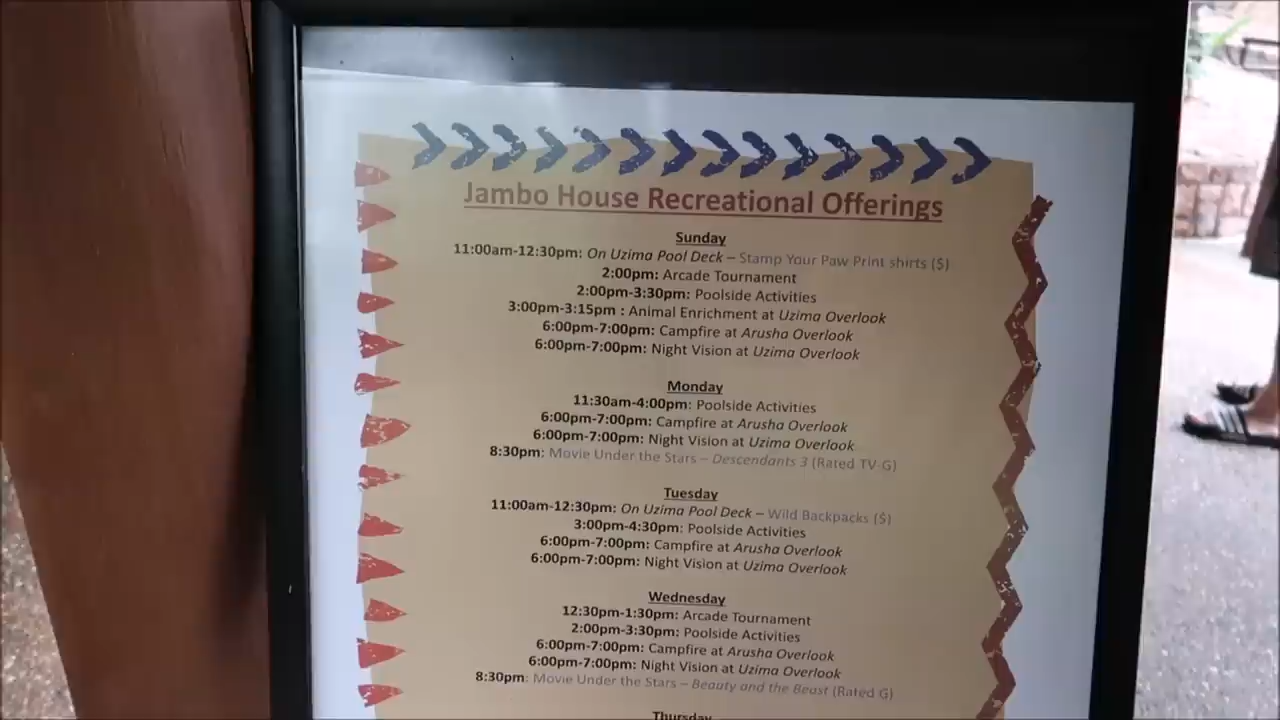 Jambo House Recreational Offerings
Sunday
11:00am-12:30pm: On Uzima Pool Deck – Stamp Your Paw Print shirts ($)
2:00pm: Arcade Tournament
2:00pm-3:30pm: Poolside Activities
3:00pm-3:15pm : Animal Enrichment at Uzima Overlook
6:00pm-7:00pm: Campfire at Arusha Overlook
6:00pm-7:00pm: Night Vision at Uzima Overlook
Monday
11:30am-4:00pm: Poolside Activities
6:00pm-7:00pm: Campfire at Arusha Overlook
6:00pm-7:00pm: Night Vision at Uzima Overlook
8:30pm: Movie Under the Stars – Descendants 3 (Rated TV-G)
Tuesday
11:00am-12:30pm: On Uzima Pool Deck – Wild Backpacks ($)
3:00pm-4:30pm: Poolside Activities
6:00pm-7:00pm: Campfire at Arusha Overlook
6:00pm-7:00pm: Night Vision at Uzima Overlook
Wednesday
12:30pm-1:30pm: Arcade Tournament
2:00pm-3:30pm: Poolside Activities
6:00pm-7:00pm: Campfire at Arusha Overlook
6:00pm-7:00pm: Night Vision at Uzima Overlook
8:30pm: Movie Under the Stars – Beauty and the Beast (Rated G)
Thursday